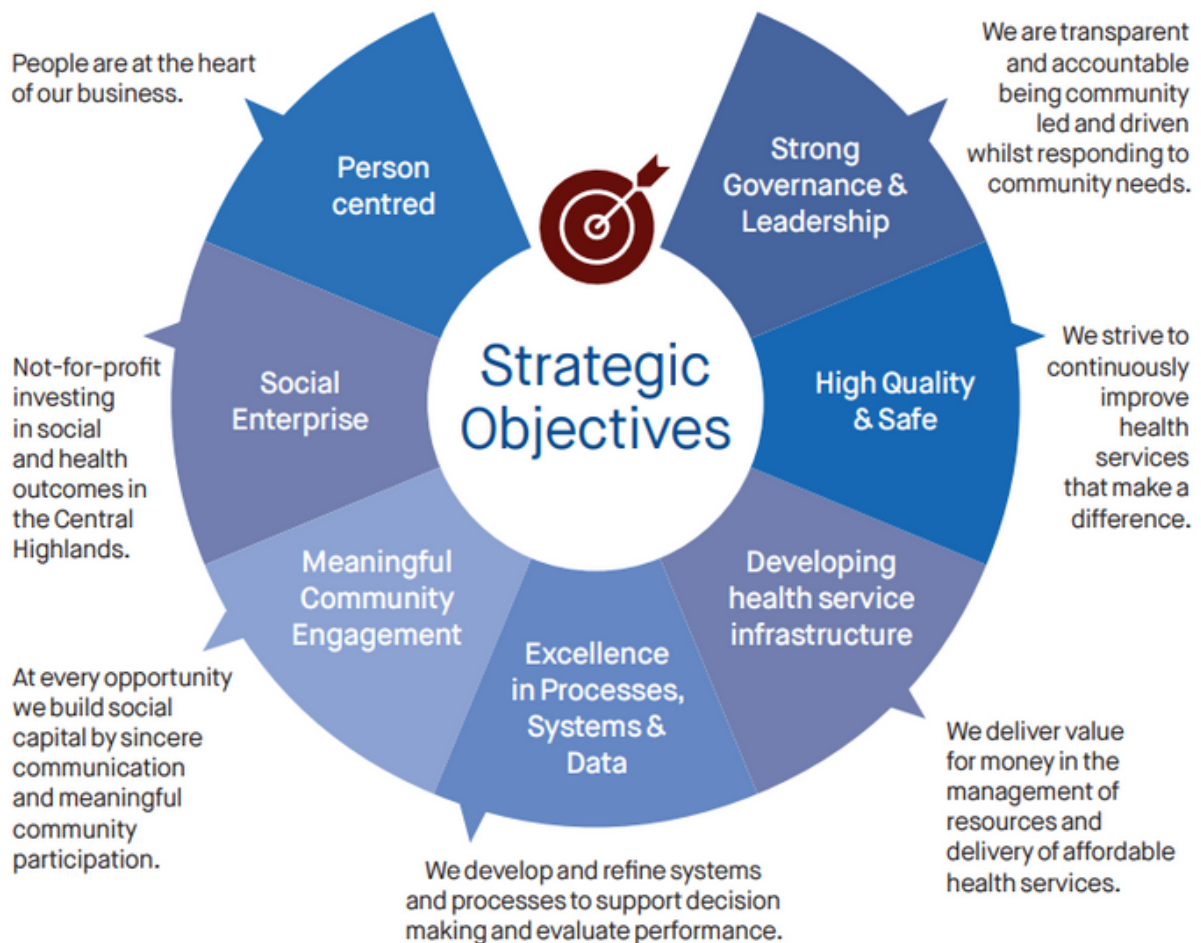 People are at the heart
of our business.
Person
centred
We are transparent
and accountable
being community
led and driven
whilst responding to
community needs.
Strong
Governance &
Leadership
Strategic
Objectives
Not-for-profit
investing
in social
and health
outcomes in
the Central
Highlands.
Social
Enterprise
High Quality
& Safe
We strive to
continuously
improve
health
services
that make a
difference.
Meaningful
Community
Engagement
At every opportunity
we build social
capital by sincere
communication
and meaningful
community
participation.
Excellence
in Processes,
Systems &
Data
We develop and refine systems
and processes to support decision
making and evaluate performance.
Developing
health service
infrastructure
We deliver value
for money in the
management of
resources and
delivery of affordable
health services.